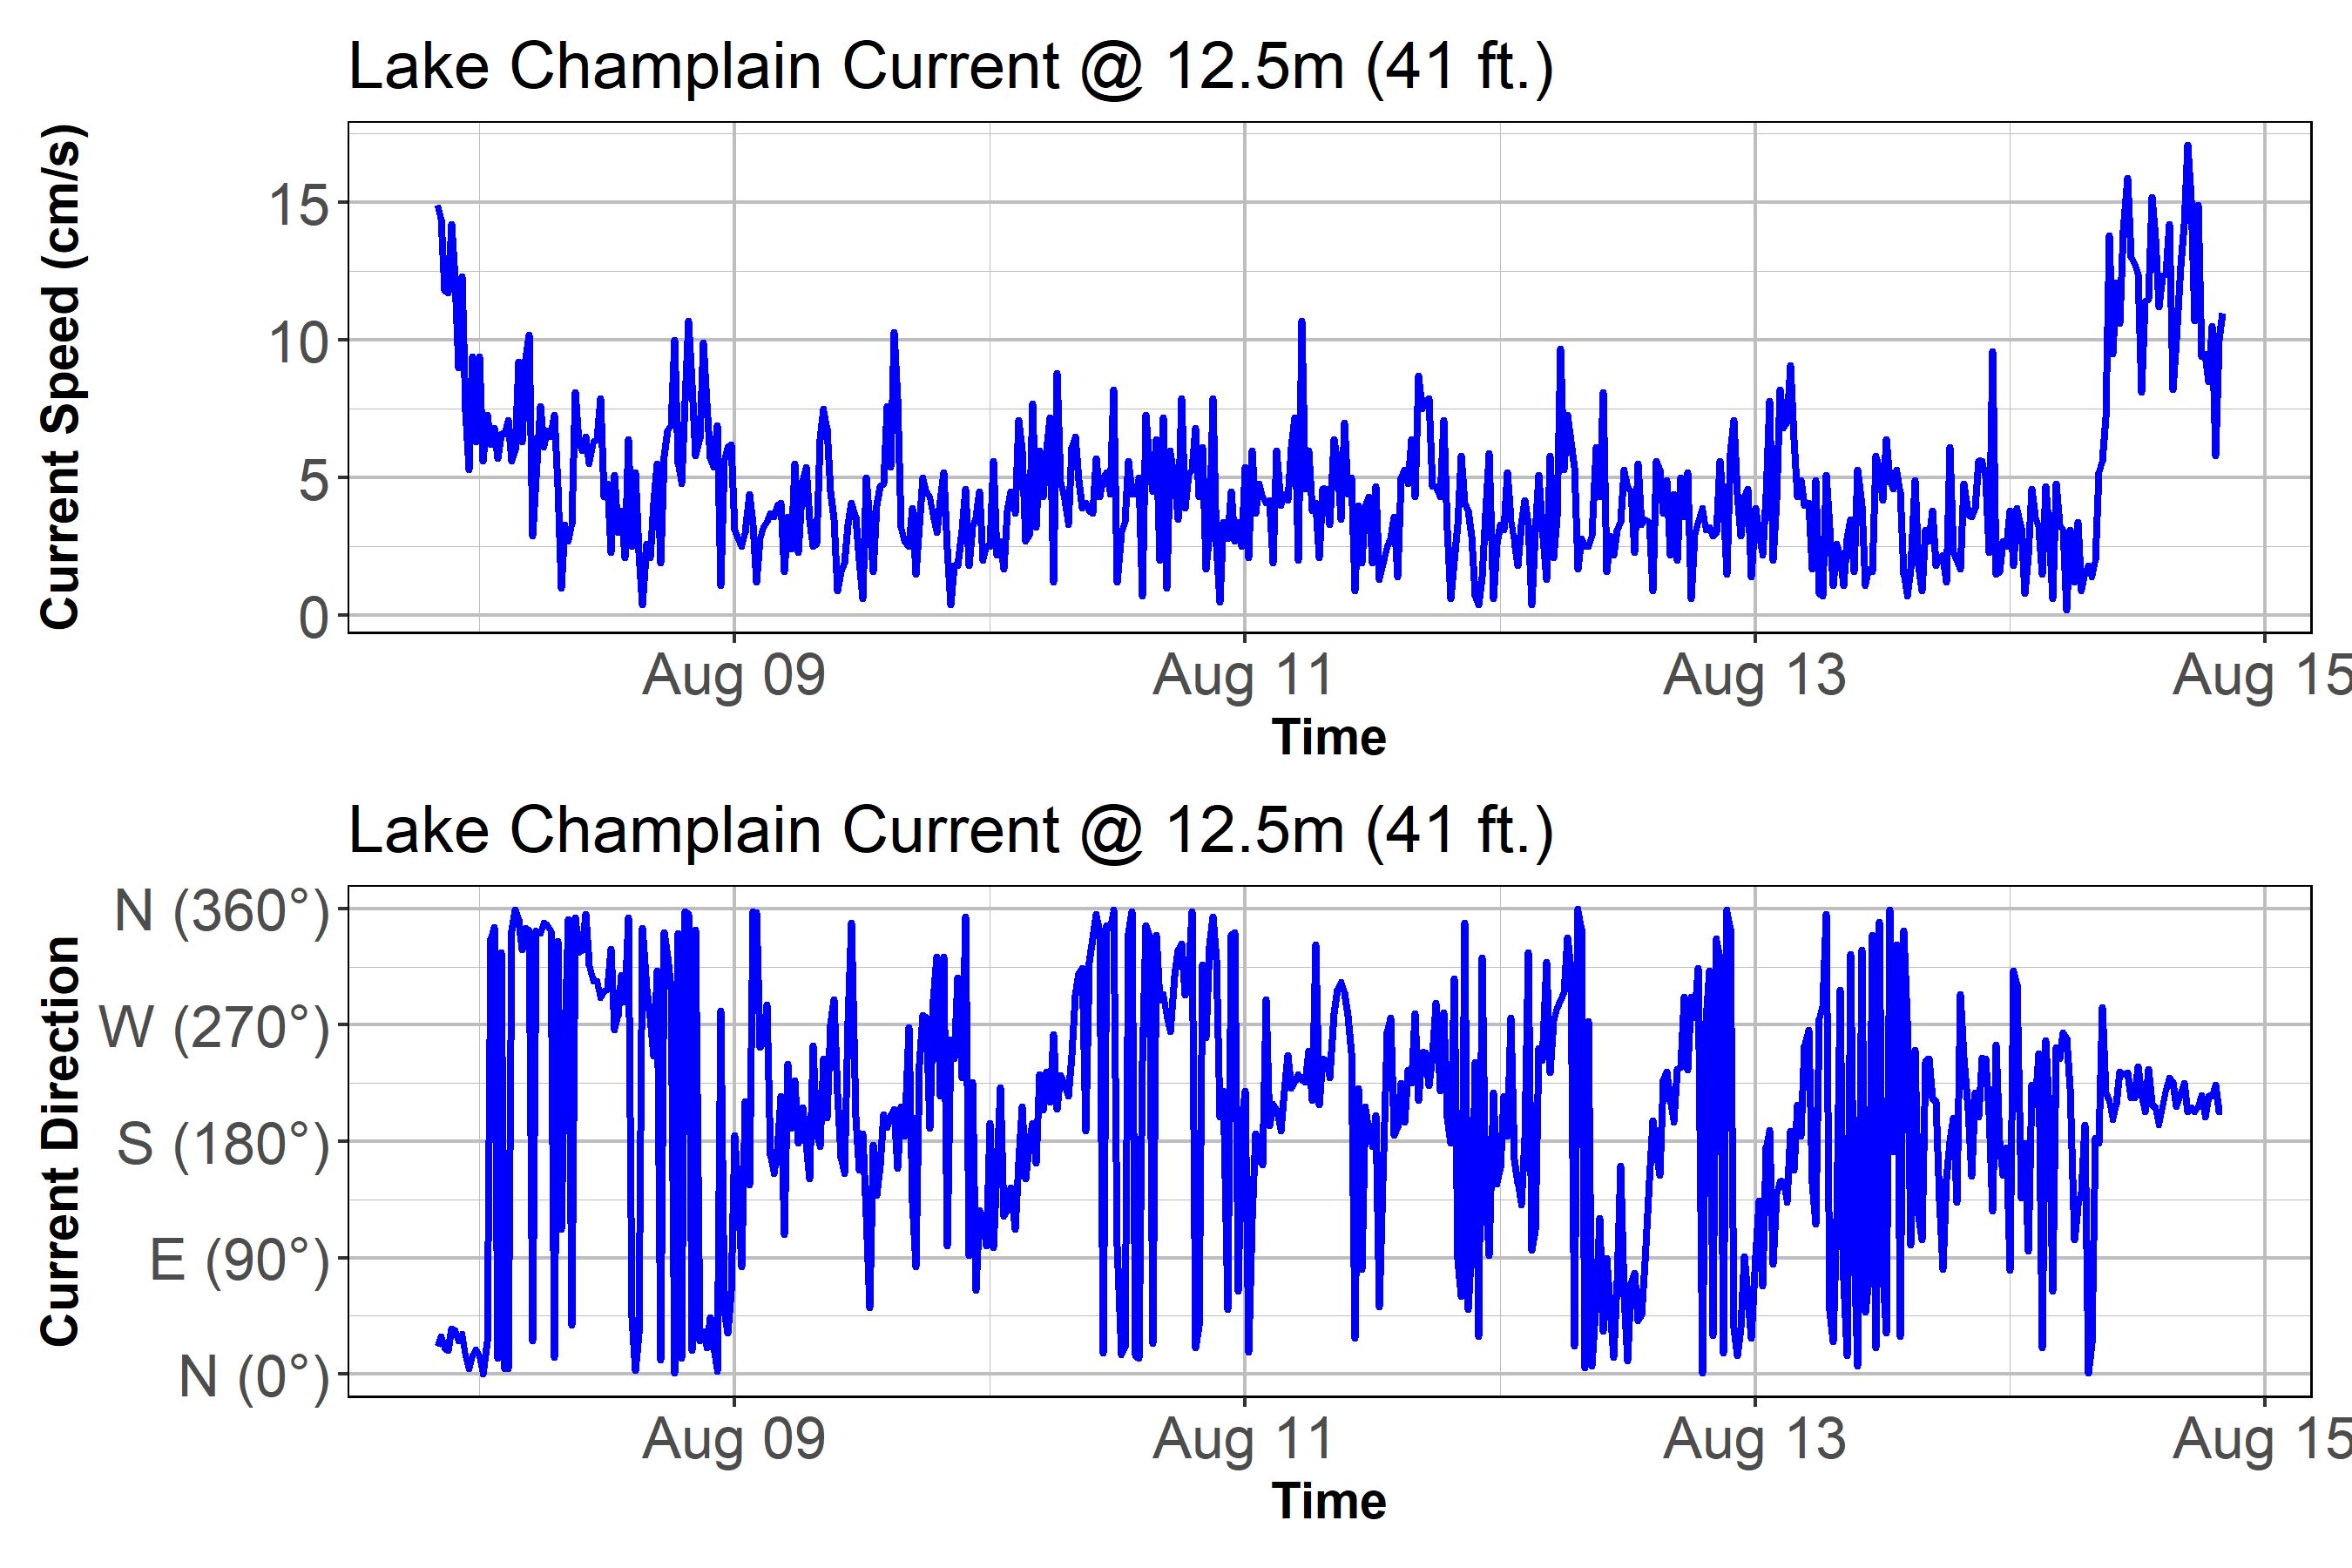 Lake Champlain Current @ 12.5m (41 ft.)
Current Speed (cm/s)
15
10
5
0
Aug 09 Aug 11 Aug 13 Aug 15
Time
Lake Champlain Current @ 12.5m (41 ft.)
Current Direction
N (360°)
W (270°)
S (180°)
E (90°)
N (0°)
Aug 09 Aug 11 Aug 13 Aug 15
Time